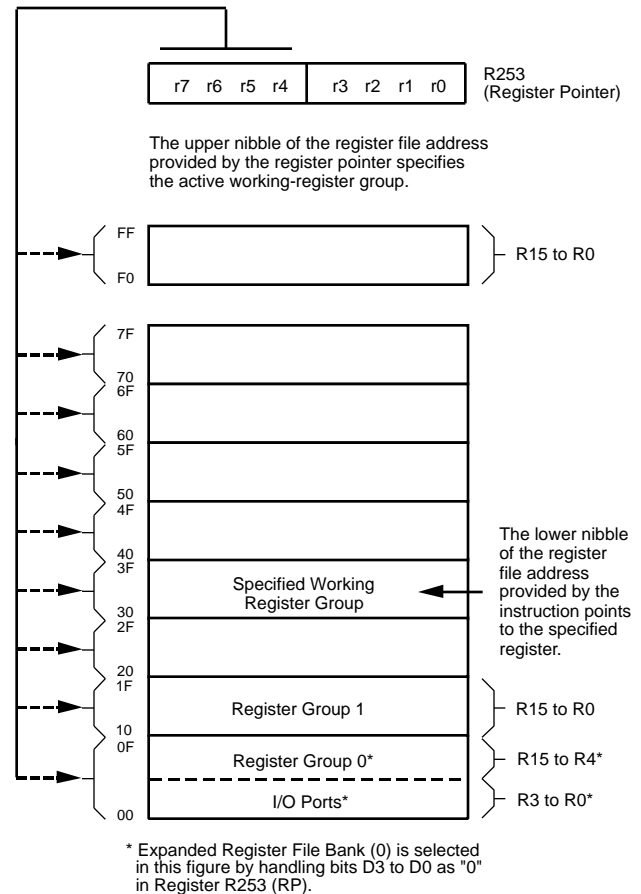 r7 r6 r5 r4 r3 r2 r1 r0
R253
(Register Pointer)
The upper nibble of the register file address
provided by the register pointer specifies
the active working-register group.
FF
F0
R15 to R0
7F
70
6F
60
5F
50
4F
40
3F
Specified Working
Register Group
30
2F
The lower nibble
of the register
file address
provided by the
instruction points
to the specified
register.
20
1F
Register Group 1
R15 to R0
10
0F
Register Group 0*
R15 to R4*
I/O Ports*
R3 to R0*
00
* Expanded Register File Bank (0) is selected
in this figure by handling bits D3 to D0 as "0"
in Register R253 (RP).